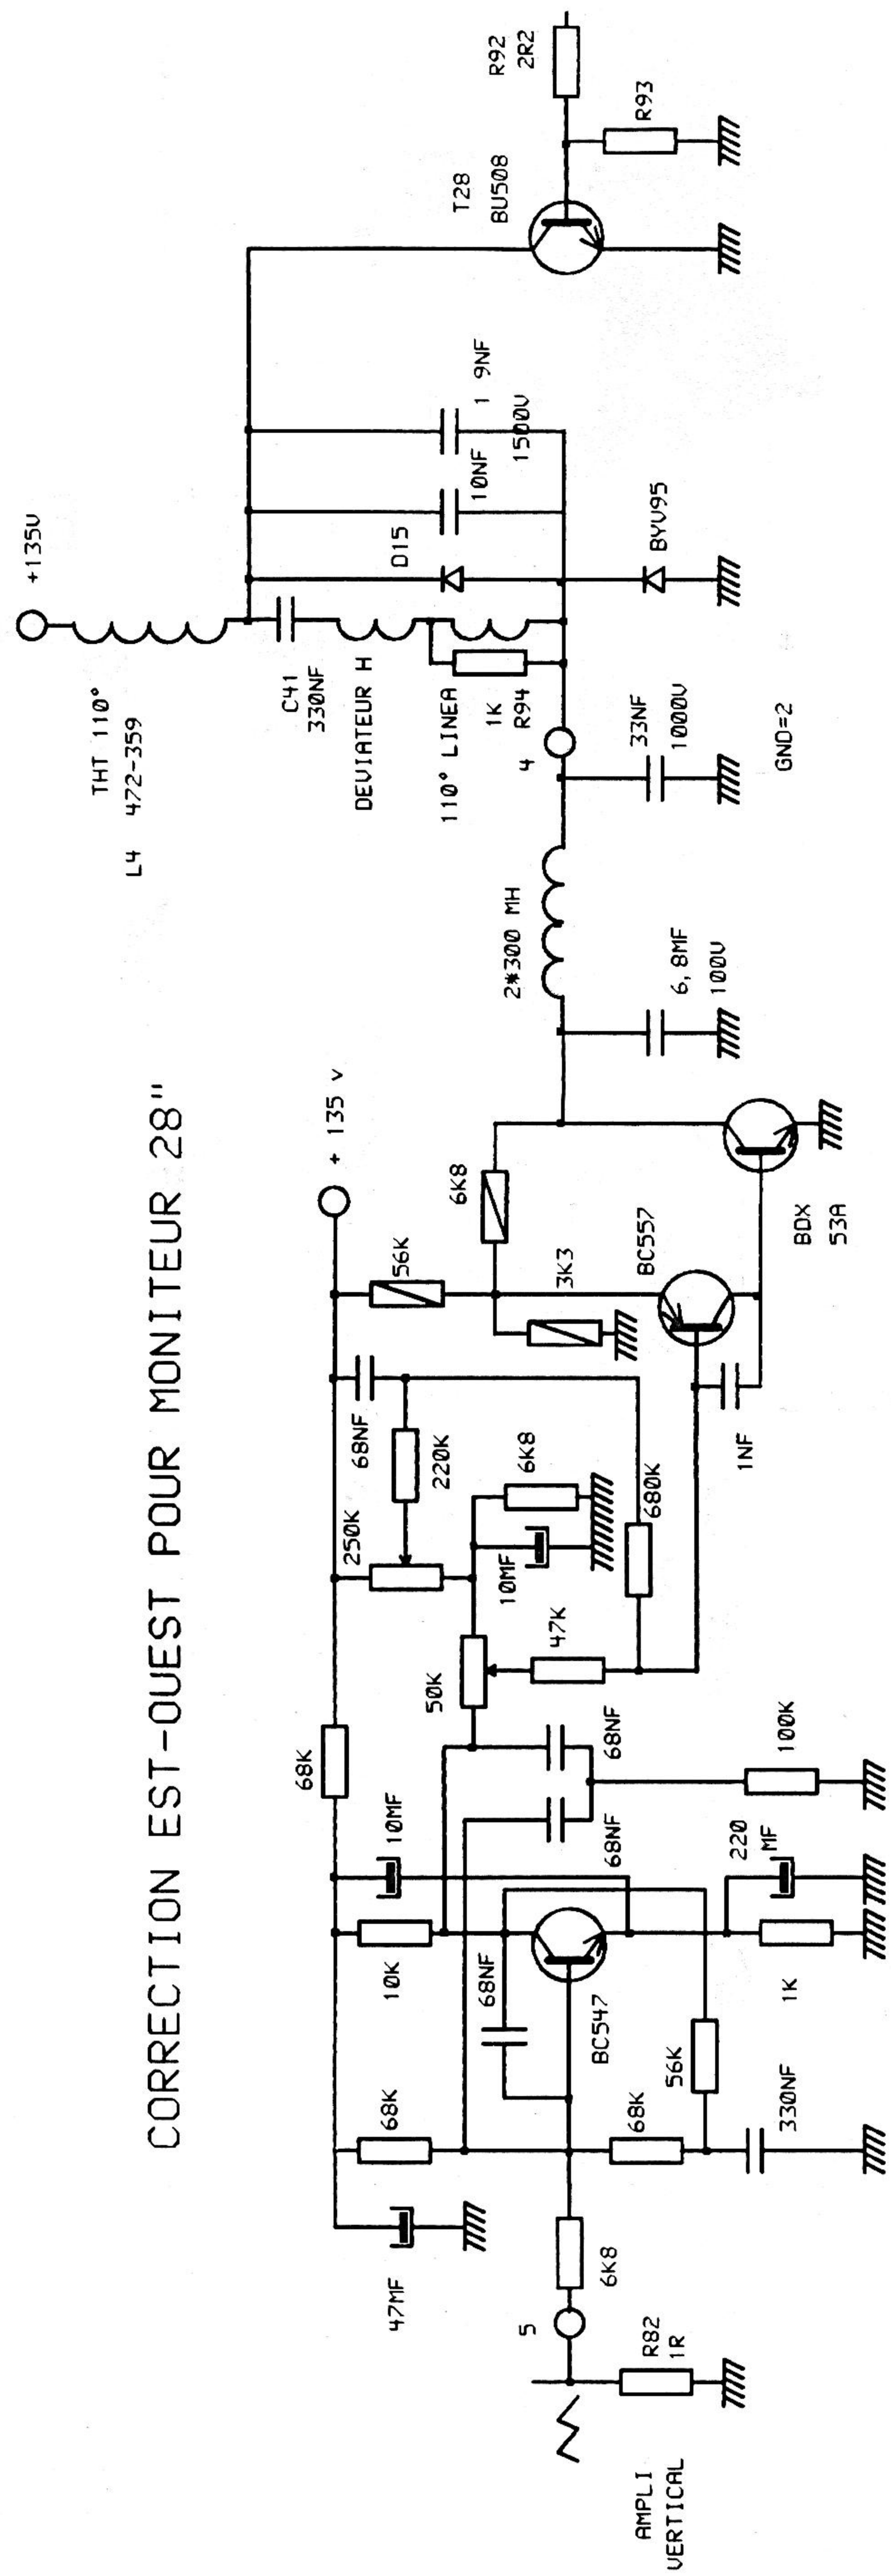 CORRECTION EST-OUEST POUR MONITEUR 28"
+135V
THT 110°
L4 472-359
C41
330NF
DEVIATEUR H
110° LINEA
1K
R94
4
D15
10NF
1 9NF
1500V
BYV95
T28
BU508
R92
2R2
R93
33NF
1000V
GND=2
2*300 MH
6,8MF
100V
+ 135 V
56K
6K8
3K3
BC557
BDX
53A
1NF
68NF
220K
250K
6K8
10MF
680K
47K
50K
68K
68NF
68NF
100K
10MF
10K
68NF
BC547
220
MF
1K
56K
68K
68K
330NF
47MF
6K8
5
R82
1R
AMPLI
VERTICAL